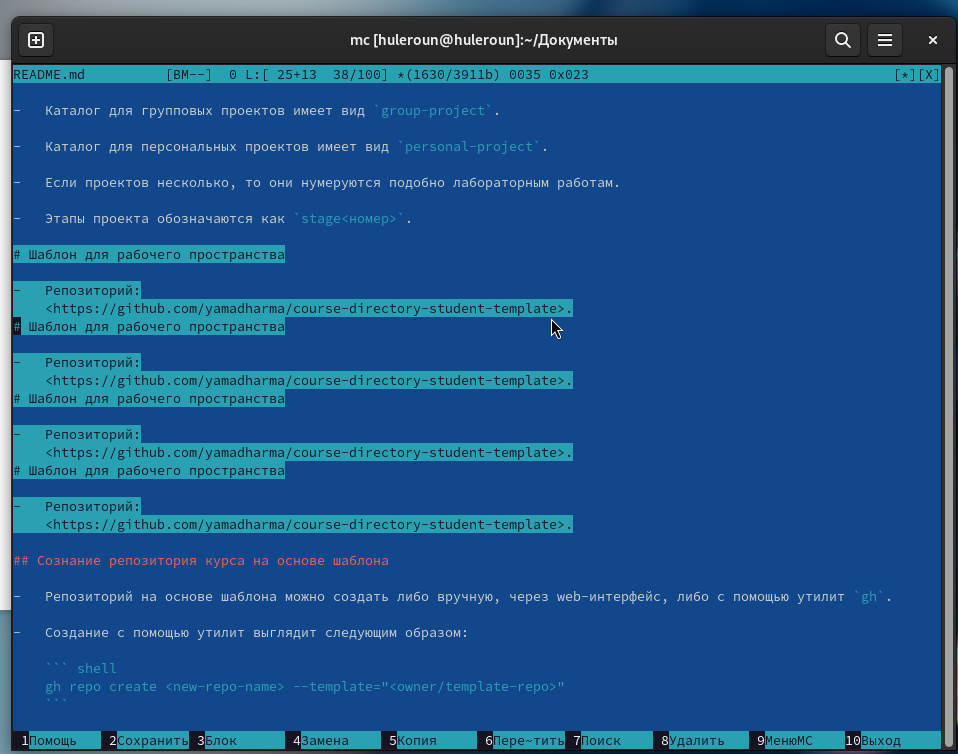 mc [huleroun@huleroun]:~/Документы
README.md [BM--] 0 L:[ 25+13 38/100] *(1630/3911b) 0035 0x023 [*][X]
- Каталог для групповых проектов имеет вид `group-project`.
- Каталог для персональных проектов имеет вид `personal-project`.
- Если проектов несколько, то они нумеруются подобно лабораторным работам.
- Этапы проекта обозначаются как `stage<номер>`.
# Шаблон для рабочего пространства
- Репозиторий:
<https://github.com/yamadharma/course-directory-student-template>.
# Шаблон для рабочего пространства
- Репозиторий:
<https://github.com/yamadharma/course-directory-student-template>.
# Шаблон для рабочего пространства
- Репозиторий:
<https://github.com/yamadharma/course-directory-student-template>.
# Шаблон для рабочего пространства
- Репозиторий:
<https://github.com/yamadharma/course-directory-student-template>.
## Сознание репозитория курса на основе шаблона
- Репозиторий на основе шаблона можно создать либо вручную, через web-интерфейс, либо с помощью утилит `gh`.
- Создание с помощью утилит выглядит следующим образом:
``` shell
gh repo create <new-repo-name> --template="<owner/template-repo>"
```
1Помощь 2Сохранить 3Блок 4Замена 5Копия 6Пере~тить 7Поиск 8Удалить 9МенюMC 10Выход